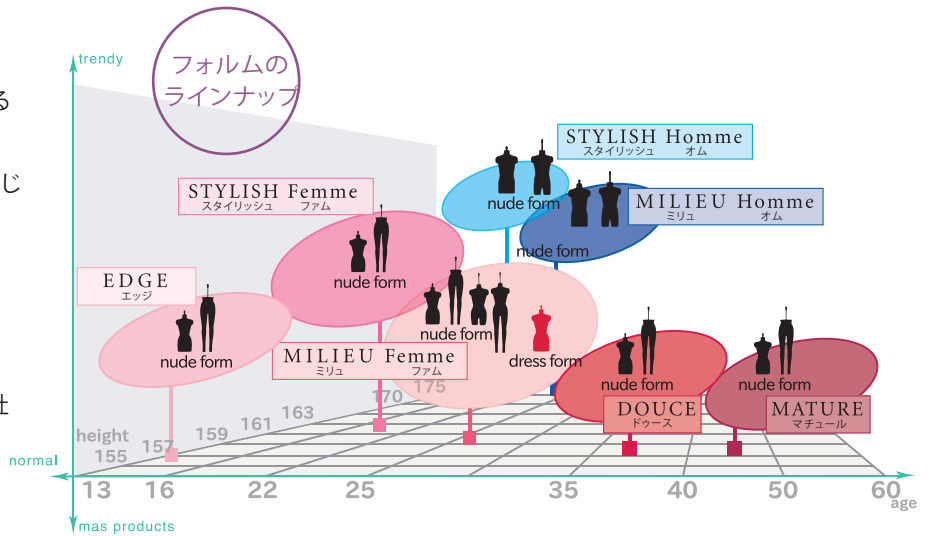 trendy
フォルムの
ラインナップ
る
じ
STYLISH Homme
スタイリッシュ オム
nude form
MILIEU Homme
ミリュ オム
nude form
STYLISH Femme
スタイリッシュ ファム
nude form
EDGE
エッジ
nude form
nude form
dress form
MILIEU Femme
ミリュ ファム
nude form
DOUCE
ドゥース
nude form
MATURE
マチュール
height
155 157 159 161 163 170 175
normal
13 16 22 25 35 40 50 60
age
mas products